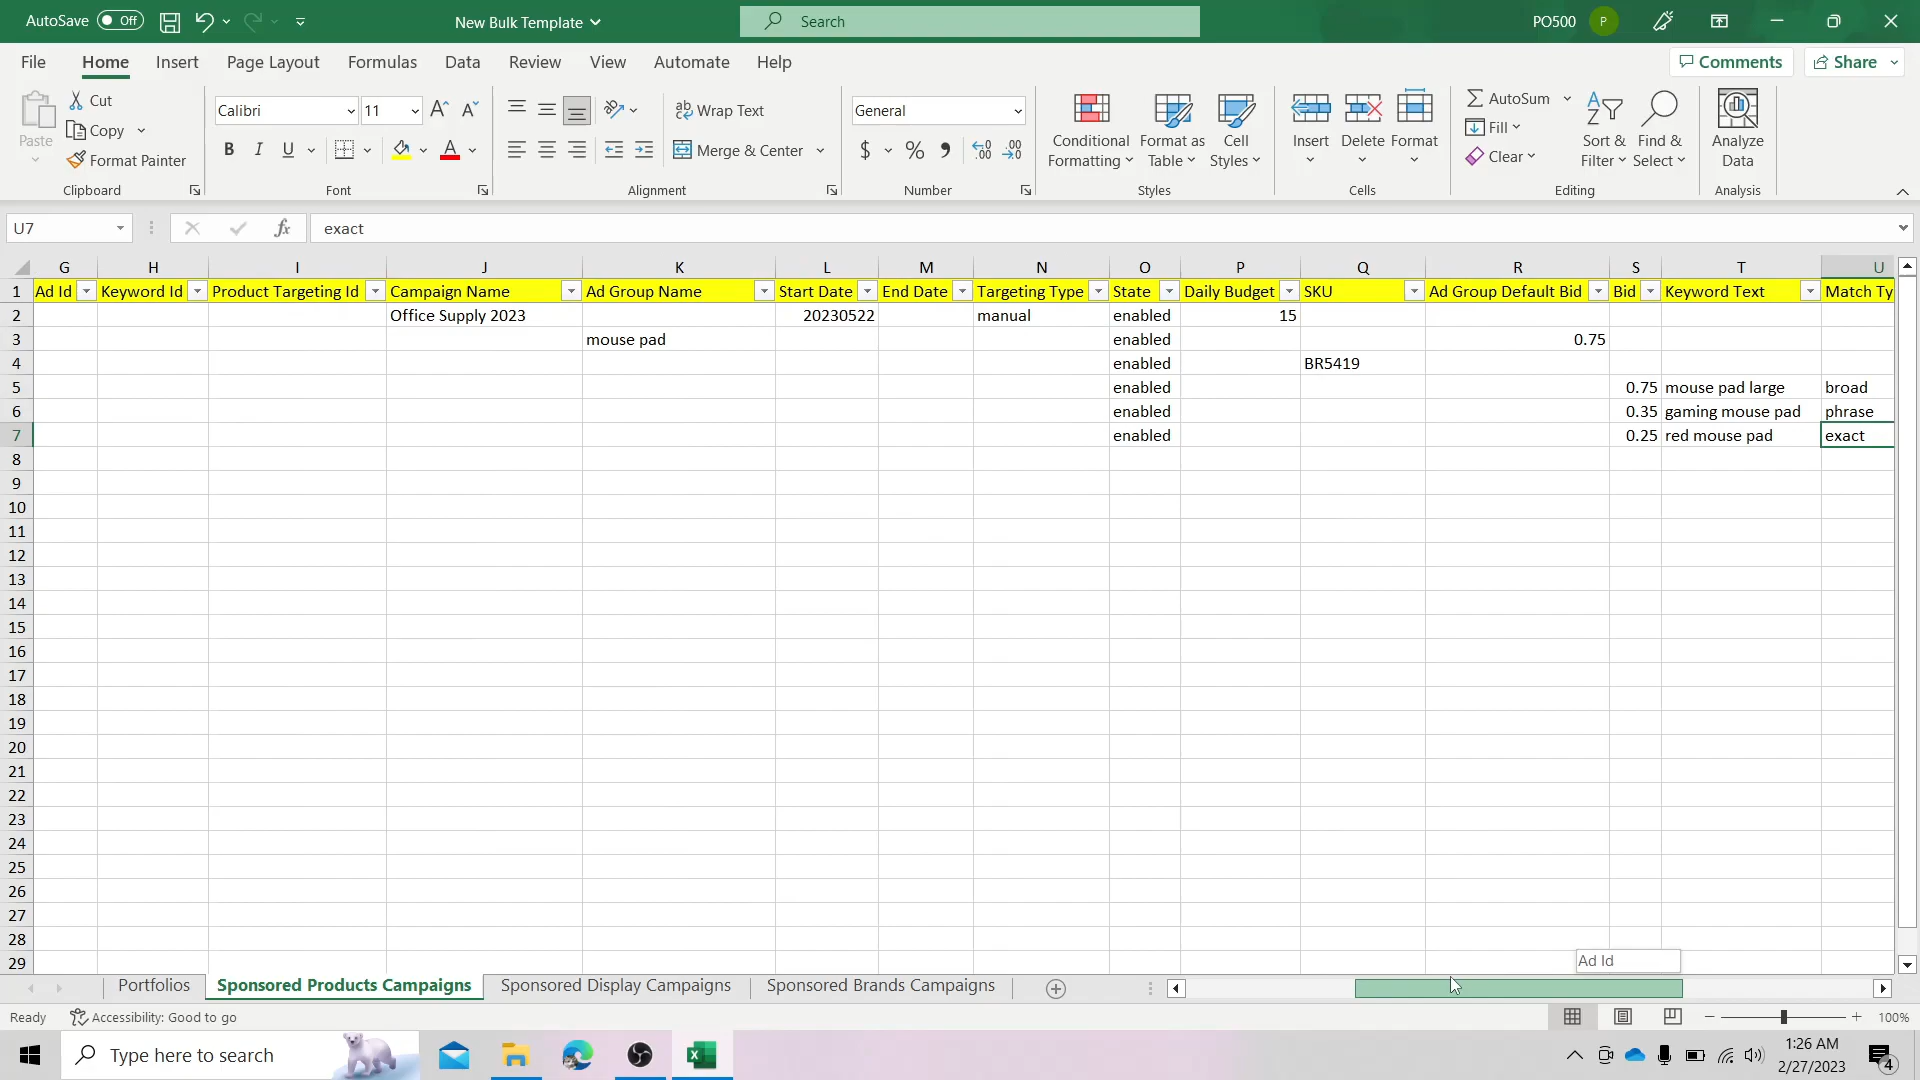 AutoSave Off
New Bulk Template
Search
PO500 P
File Home Insert Page Layout Formulas Data Review View Automate Help
Comments Share
Paste
Cut
Copy
Format Painter
Clipboard
Calibri 11
B I U A
Font
ab Wrap Text
Merge & Center
Alignment
General
$ % 9 .00 .00
Number
Conditional Formatting
Format as Table
Cell Styles
Styles
Insert Delete Format
Cells
AutoSum
Fill
Clear
Sort & Filter
Find & Select
Editing
Analyze Data
Analysis
U7 fx exact
G H I J K L M N O P Q R S T U
1 Ad Id Keyword Id Product Targeting Id Campaign Name Ad Group Name Start Date End Date Targeting Type State Daily Budget SKU Ad Group Default Bid Bid Keyword Text Match Ty
2 Office Supply 2023 20230522 manual enabled 15
3 mouse pad enabled 0.75
4 enabled BR5419
5 enabled 0.75 mouse pad large broad
6 enabled 0.35 gaming mouse pad phrase
7 enabled 0.25 red mouse pad exact
8
9
10
11
12
13
14
15
16
17
18
19
20
21
22
23
24
25
26
27
28
29
Ad Id
Portfolios Sponsored Products Campaigns Sponsored Display Campaigns Sponsored Brands Campaigns
Ready Accessibility: Good to go 100%
Type here to search
1:26 AM
2/27/2023
4